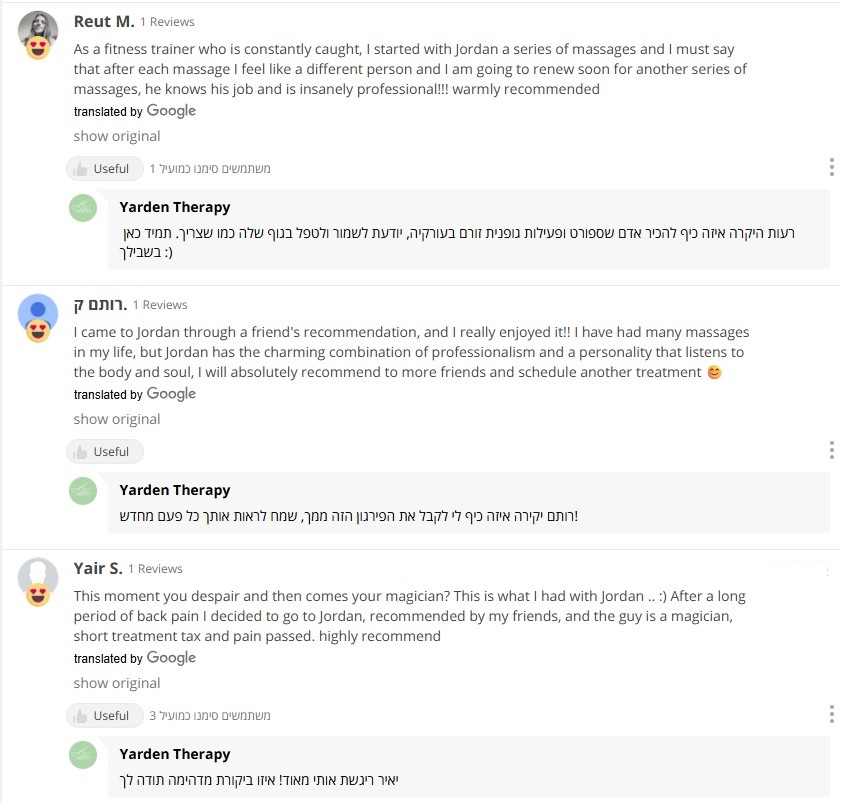 Reut M. 1 Reviews
As a fitness trainer who is constantly caught, I started with Jordan a series of massages and I must say
that after each massage I feel like a different person and I am going to renew soon for another series of
massages, he knows his job and is insanely professional!!! warmly recommended
translated by Google
show original
Useful משתמשים סימנו כמועיל 1
Yarden Therapy
רעות היקרה איזה כיף להכיר אדם שספורט ופעילות גופנית זורם בעורקיה, יודעת לשמור ולטפל בגוף שלה כמו שצריך. תמיד כאן
בשבילך :)
רותם ק. 1 Reviews
I came to Jordan through a friend's recommendation, and I really enjoyed it!! I have had many massages
in my life, but Jordan has the charming combination of professionalism and a personality that listens to
the body and soul, I will absolutely recommend to more friends and schedule another treatment 😊
translated by Google
show original
Useful
Yarden Therapy
רותם יקירה איזה כיף לי לקבל את הפירגון הזה ממך, שמח לראות אותך כל פעם מחדש!
Yair S. 1 Reviews
This moment you despair and then comes your magician? This is what I had with Jordan .. :) After a long
period of back pain I decided to go to Jordan, recommended by my friends, and the guy is a magician,
short treatment tax and pain passed. highly recommend
translated by Google
show original
Useful משתמשים סימנו כמועיל 3
Yarden Therapy
יאיר ריגשת אותי מאוד! איזו ביקורת מדהימה תודה לך